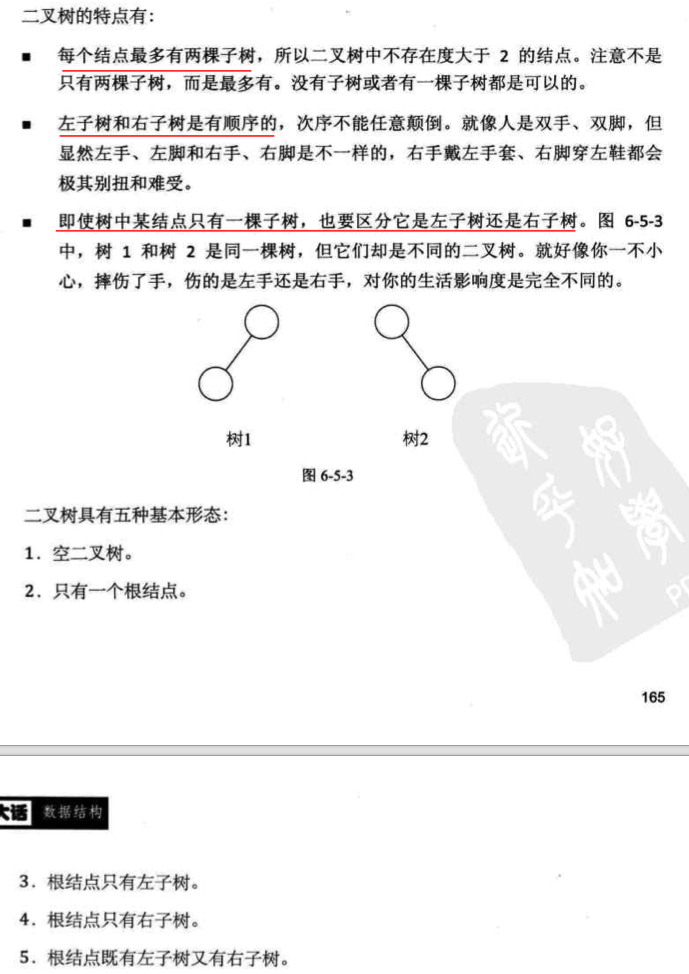 二叉树的特点有：
■ 每个结点最多有两棵子树，所以二叉树中不存在度大于 2 的结点。注意不是
只有两棵子树，而是最多有。没有子树或者有一棵子树都是可以的。
■ 左子树和右子树是有顺序的，次序不能任意颠倒。就像人是双手、双脚，但
显然左手、左脚和右手、右脚是不一样的，右手戴左手套、右脚穿左鞋都会
极其别扭和难受。
■ 即使树中某结点只有一棵子树，也要区分它是左子树还是右子树。图 6-5-3
中，树 1 和树 2 是同一棵树，但它们却是不同的二叉树。就好像你一不小
心，摔伤了手，伤的是左手还是右手，对你的生活影响度是完全不同的。
树1 树2
图 6-5-3
二叉树具有五种基本形态：
1．空二叉树。
2．只有一个根结点。
165
大话 数据结构
3．根结点只有左子树。
4．根结点只有右子树。
5．根结点既有左子树又有右子树。